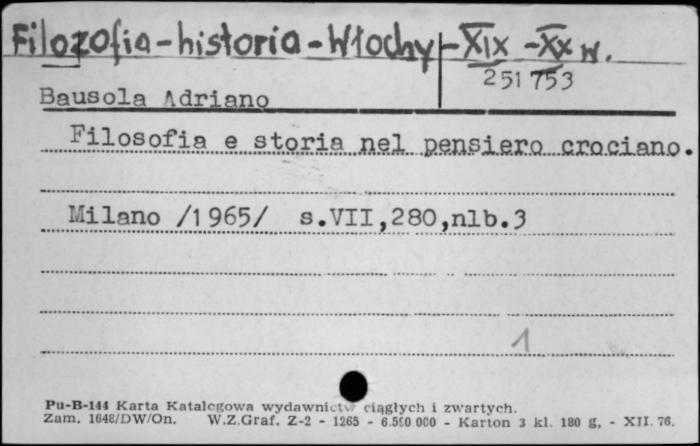 Filozofia-historia-Włochy-XIX-XX w.
251753
Bausola Adriano
Filosofia e storia nel pensiero crociano.
Milano /1965/ s.VII,280,nlb.3
1
Pu-B-144 Karta Katalogowa wydawnictw ciągłych i zwartych.
Zam. 1648/DW/On. W.Z.Graf. Z-2 - 1265 - 6.550 000 - Karton 3 kl. 180 g, - XII. 76.